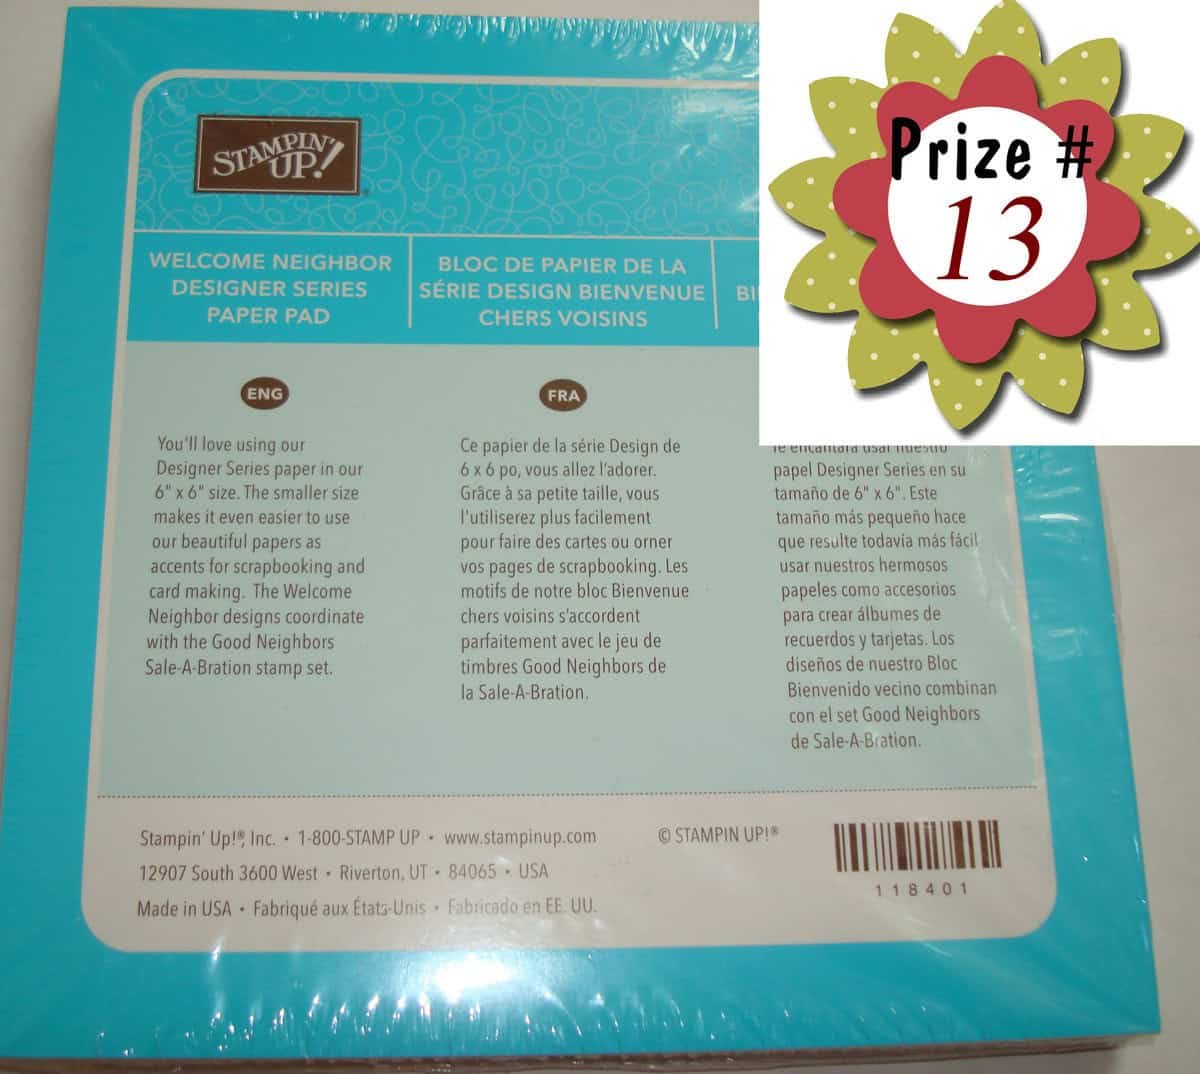 STAMPIN'
UP!
Prize #
13
WELCOME NEIGHBOR
DESIGNER SERIES
PAPER PAD
BLOC DE PAPIER DE LA
SÉRIE DESIGN BIENVENUE
CHERS VOISINS
ENG
You'll love using our
Designer Series paper in our
6" x 6" size. The smaller size
makes it even easier to use
our beautiful papers as
accents for scrapbooking and
card making. The Welcome
Neighbor designs coordinate
with the Good Neighbors
Sale-A-Bration stamp set.
FRA
Ce papier de la série Design de
6 x 6 po, vous allez l'adorer.
Grâce à sa petite taille, vous
l'utiliserez plus facilement
pour faire des cartes ou orner
vos pages de scrapbooking. Les
motifs de notre bloc Bienvenue
chers voisins s'accordent
parfaitement avec le jeu de
timbres Good Neighbors de
la Sale-A-Bration.
Te encantará usar nuestro
papel Designer Series en su
tamaño de 6" x 6". Este
tamaño más pequeño hace
que resulte todavía más fácil
usar nuestros hermosos
papeles como accesorios
para crear álbumes de
recuerdos y tarjetas. Los
diseños de nuestro Bloc
Bienvenido vecino combinan
con el set Good Neighbors
de Sale-A-Bration.
Stampin' Up!®, Inc. • 1-800-STAMP UP • www.stampinup.com
12907 South 3600 West • Riverton, UT • 84065 • USA
Made in USA • Fabriqué aux États-Unis • Fabricado en EE. UU.
© STAMPIN UP!®
118401